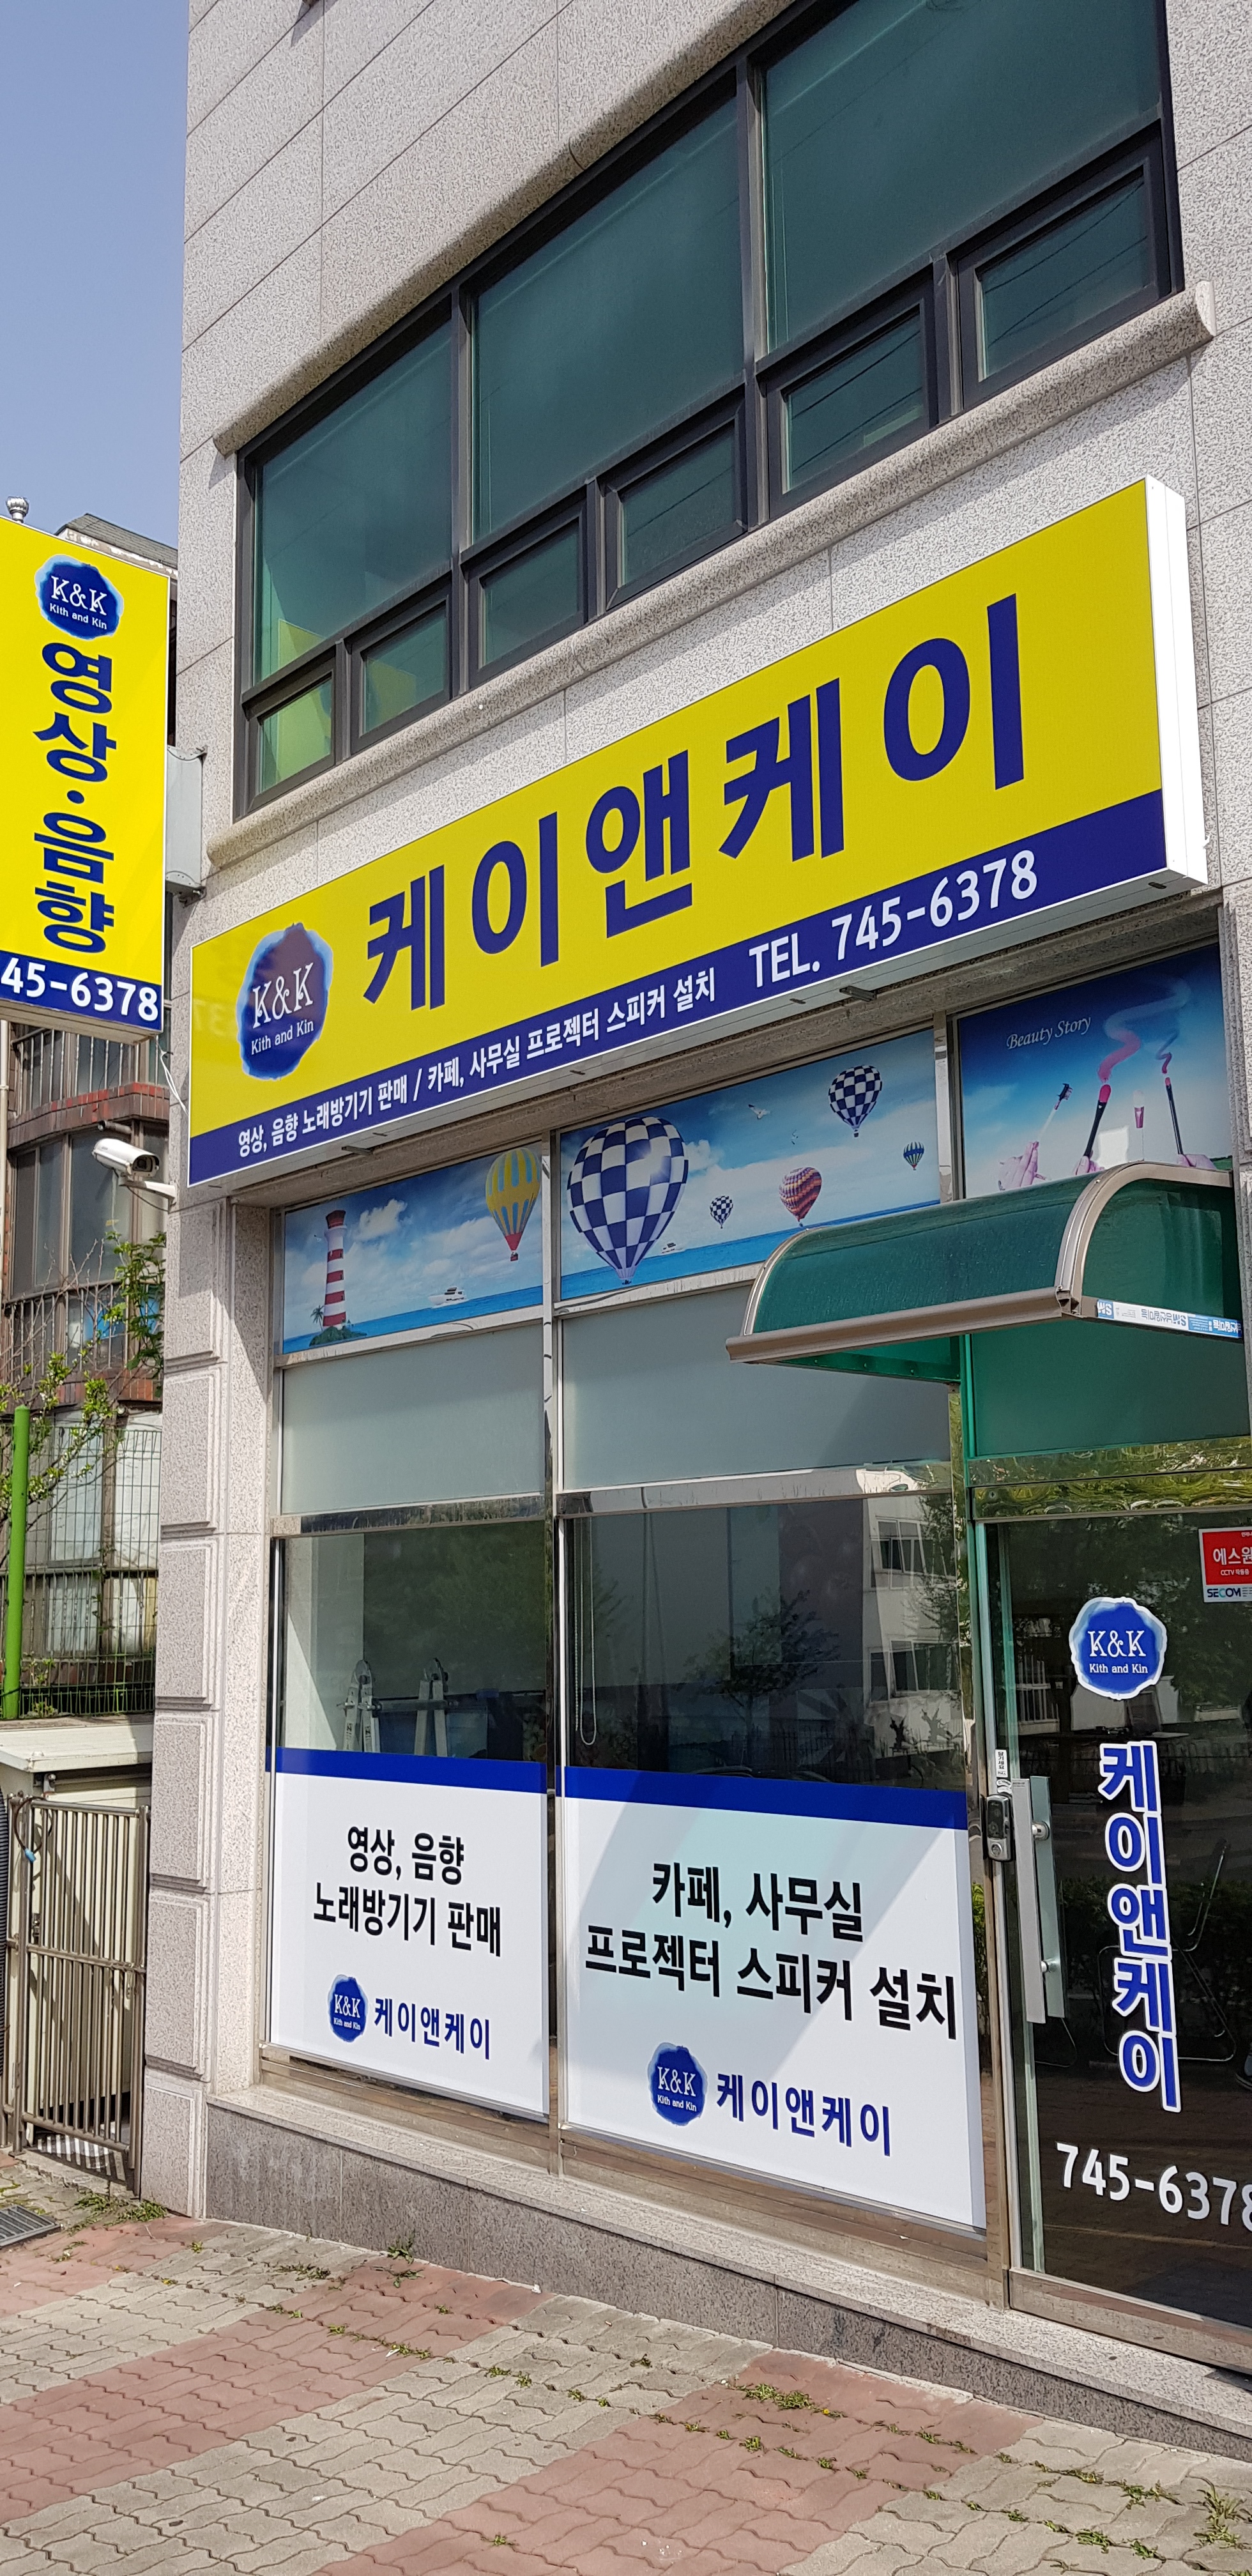 K&K
Kith and Kin
영상·음향
45-6378
케이앤케이
K&K
Kith and Kin
영상, 음향 노래방기기 판매 / 카페, 사무실 프로젝터 스피커 설치 TEL. 745-6378
Beauty Story
에스원
CCTV 작동중
SECOM
K&K
Kith and Kin
케이앤케이
745-6378
영상, 음향
노래방기기 판매
K&K
Kith and Kin
케이앤케이
카페, 사무실
프로젝터 스피커 설치
K&K
Kith and Kin
케이앤케이